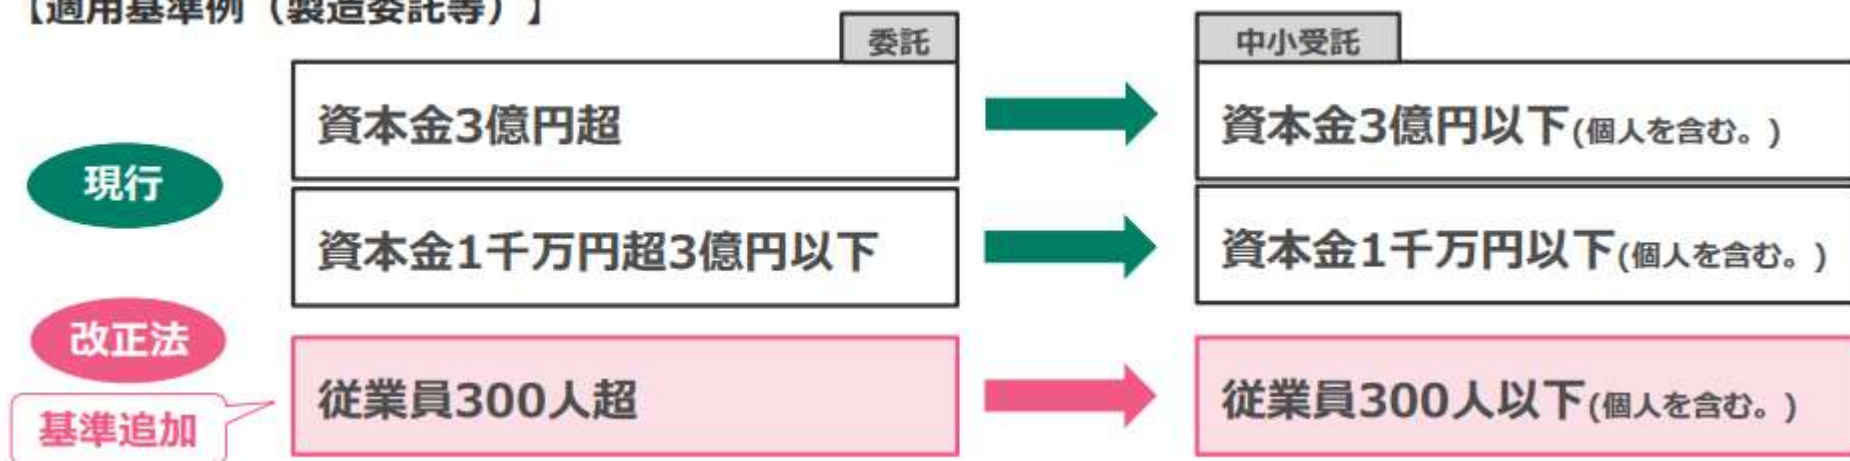 【適用基準例（製造委託等）】
委託
中小受託
現行
資本金3億円超
資本金3億円以下(個人を含む。)
資本金1千万円超3億円以下
資本金1千万円以下(個人を含む。)
改正法
基準追加
従業員300人超
従業員300人以下(個人を含む。)